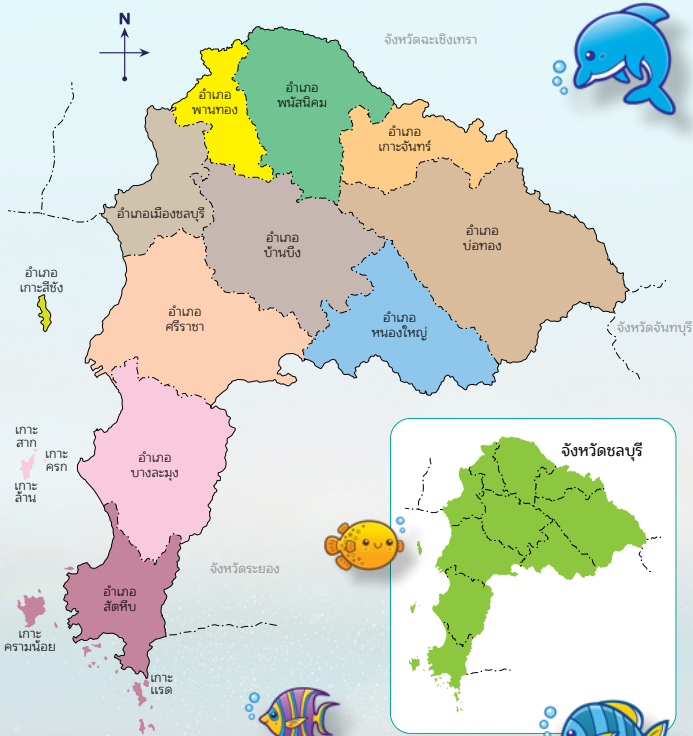 N
จังหวัดฉะเชิงเทรา
อำเภอ
พานทอง
อำเภอ
พนัสนิคม
อำเภอ
เกาะจันทร์
อำเภอเมืองชลบุรี
อำเภอ
บ้านบึง
อำเภอ
บ่อทอง
อำเภอ
เกาะสีชัง
อำเภอ
ศรีราชา
อำเภอ
หนองใหญ่
จังหวัดจันทบุรี
เกาะ
สาก
เกาะ
ครก
เกาะ
ล้าน
อำเภอ
บางละมุง
จังหวัดชลบุรี
จังหวัดระยอง
อำเภอ
สัตหีบ
เกาะ
ครามน้อย
เกาะ
แรด